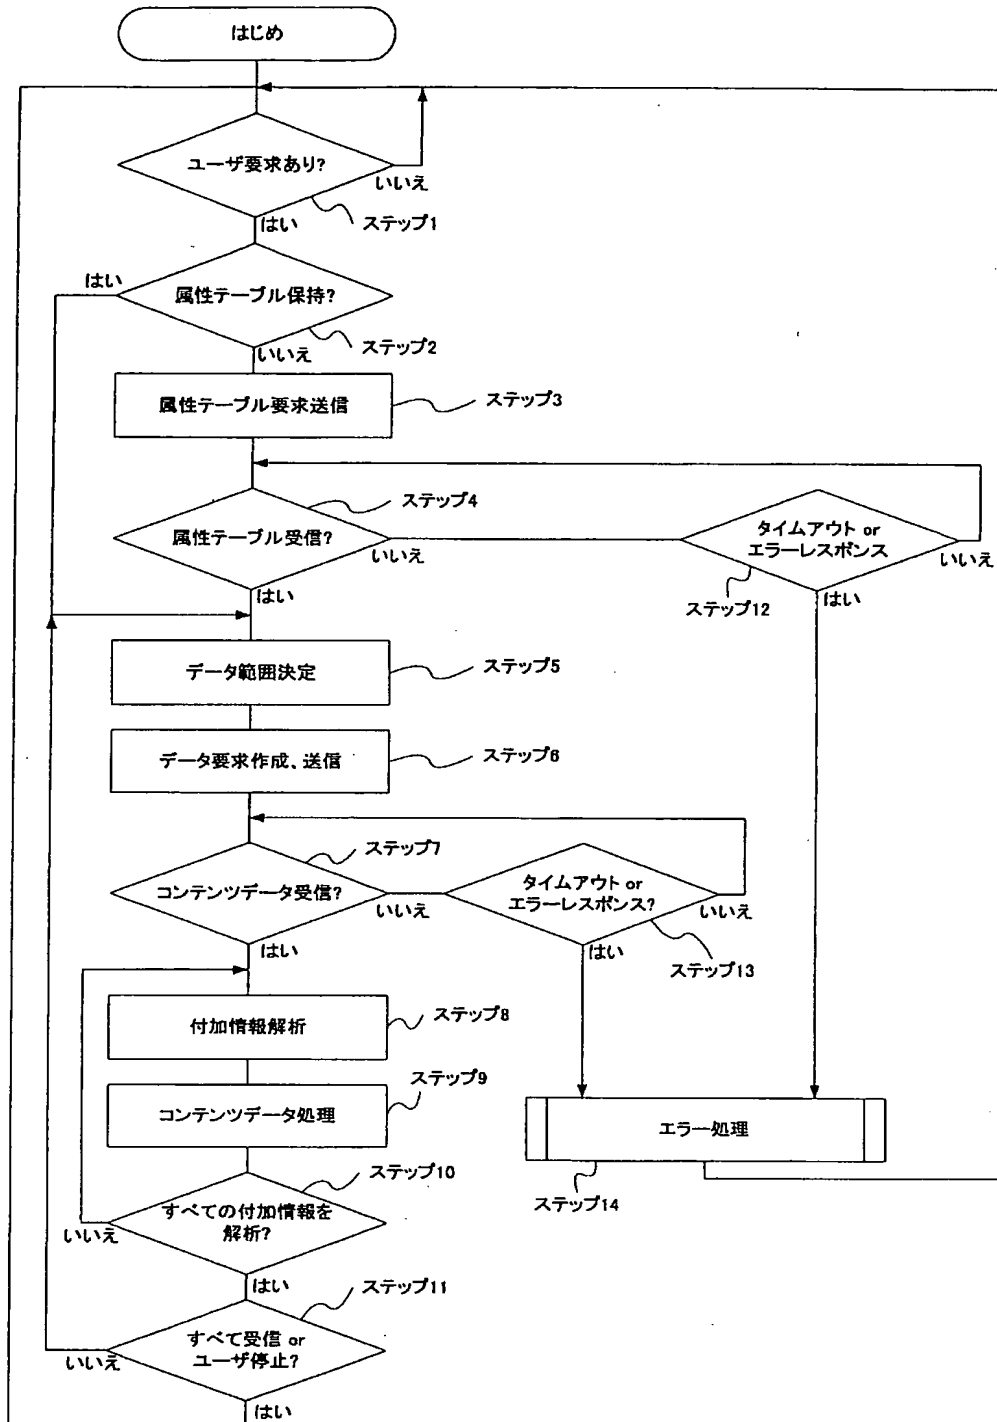 はじめ
ユーザ要求あり?
いいえ
はい
ステップ1
はい
属性テーブル保持?
ステップ2
いいえ
属性テーブル要求送信
ステップ3
ステップ4
属性テーブル受信?
いいえ
タイムアウト or
エラーレスポンス
いいえ
はい
ステップ12
はい
データ範囲決定
ステップ5
データ要求作成、送信
ステップ6
ステップ7
コンテンツデータ受信?
いいえ
タイムアウト or
エラーレスポンス?
いいえ
はい
はい
ステップ13
付加情報解析
ステップ8
ステップ9
コンテンツデータ処理
エラー処理
ステップ10
ステップ14
すべての付加情報を
解析?
いいえ
はい
ステップ11
すべて受信 or
ユーザ停止?
いいえ
はい